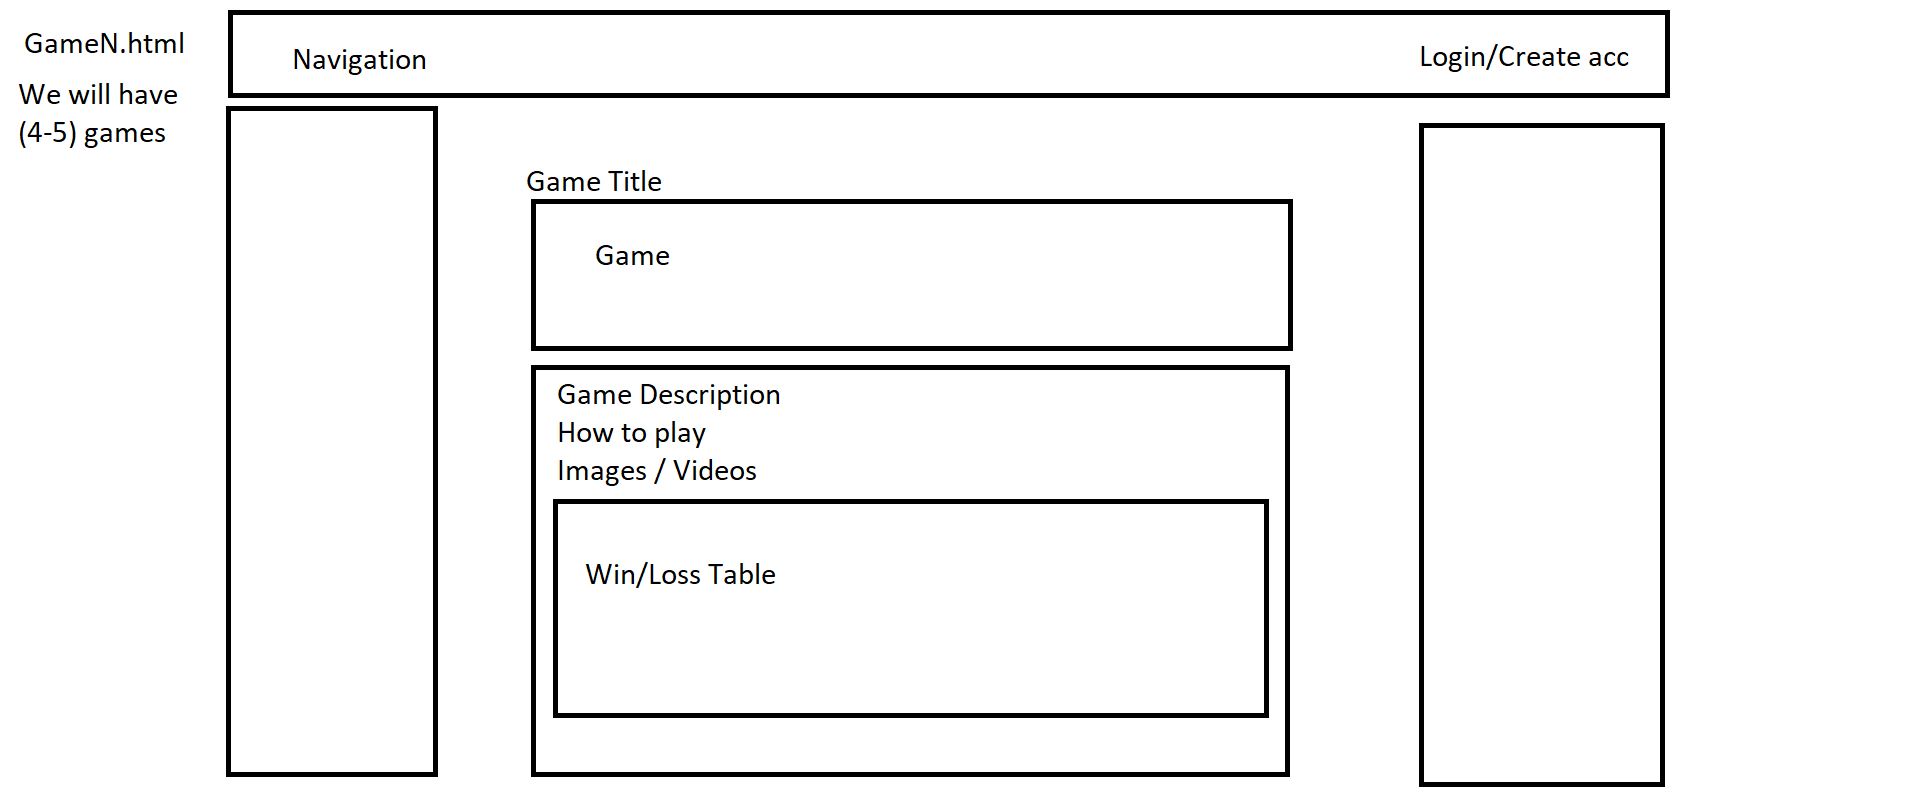 GameN.html
We will have
(4-5) games
Navigation
Login/Create acc
Game Title
Game
Game Description
How to play
Images / Videos
Win/Loss Table